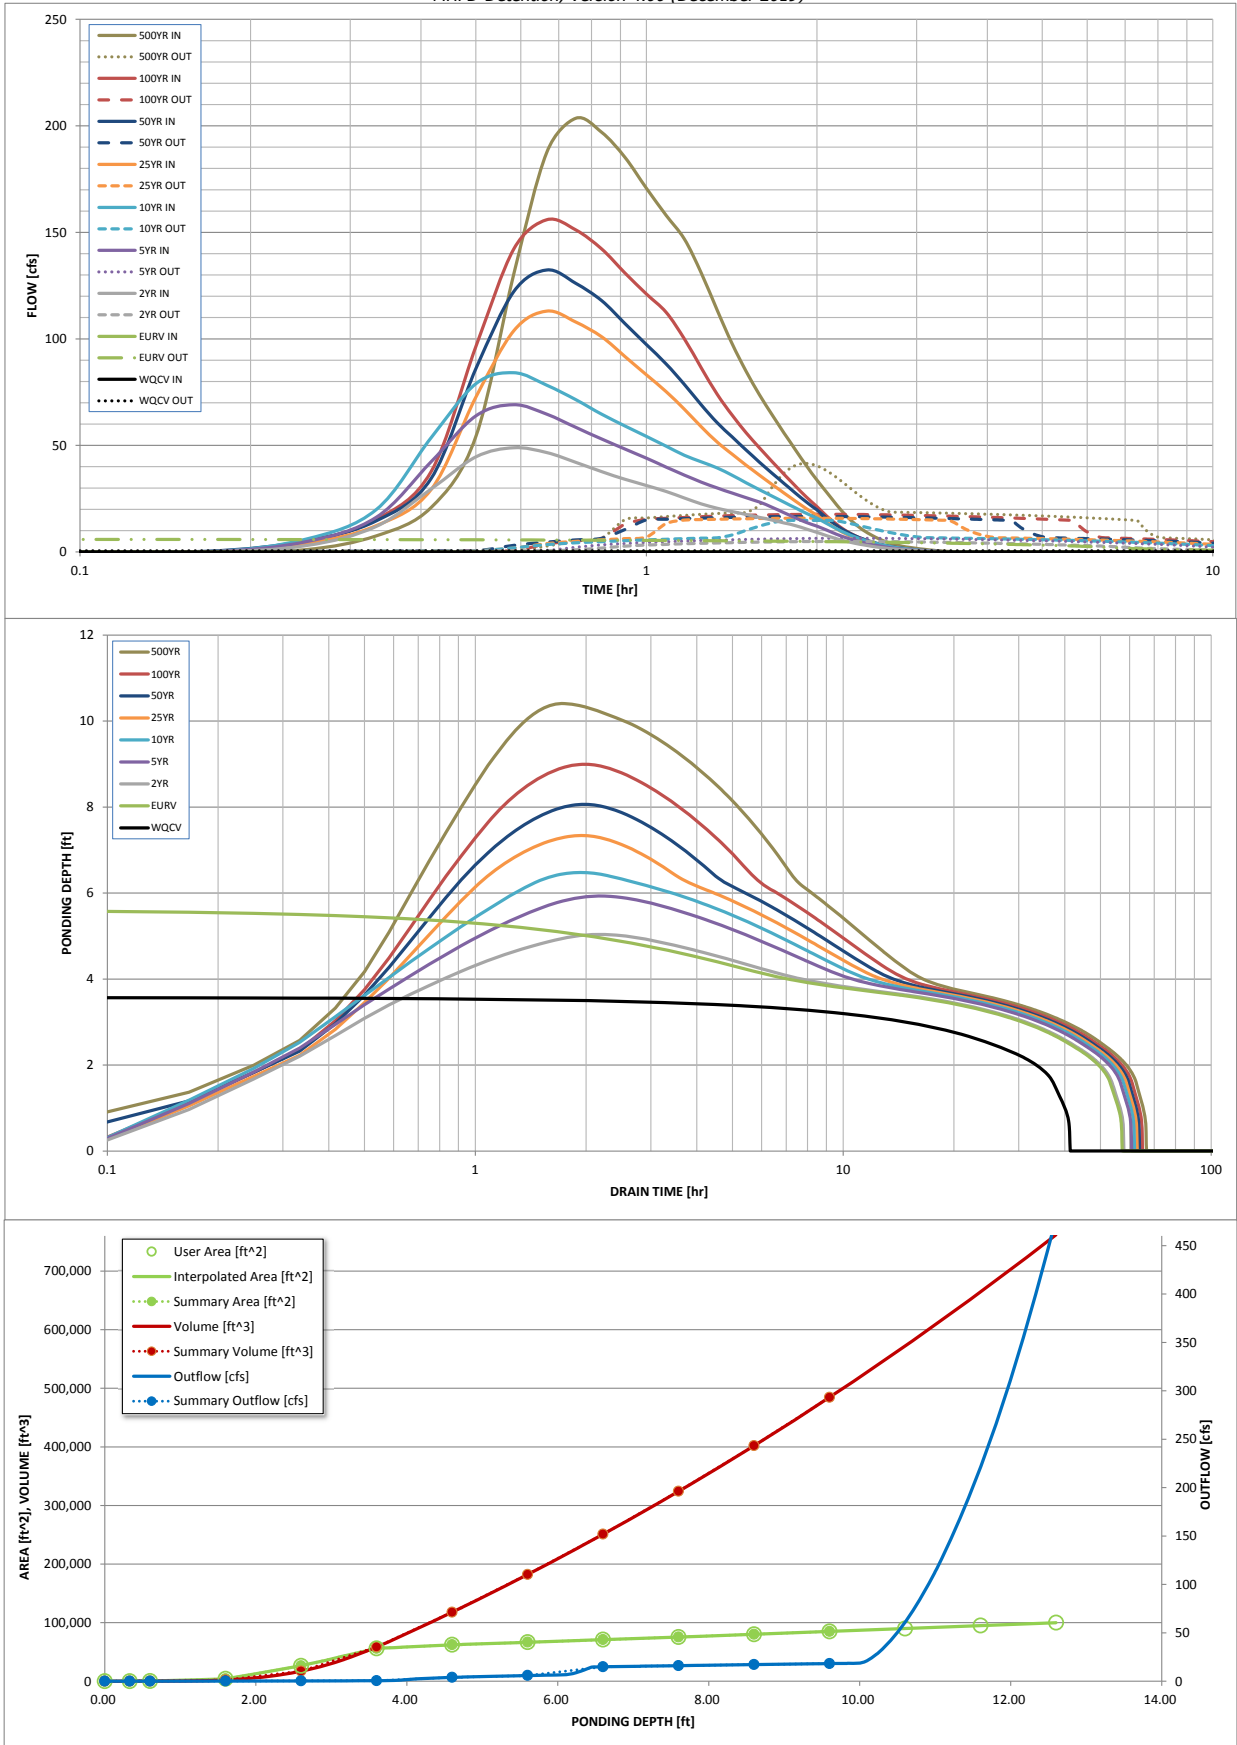 MHFD-Detention, Version 4.00 (December 2019)
250
200
150
100
50
0
FLOW [cfs]
500YR IN
500YR OUT
100YR IN
100YR OUT
50YR IN
50YR OUT
25YR IN
25YR OUT
10YR IN
10YR OUT
5YR IN
5YR OUT
2YR IN
2YR OUT
EURV IN
EURV OUT
WQCV IN
WQCV OUT
0.1
1
10
TIME [hr]
12
10
8
6
4
2
0
PONDING DEPTH [ft]
500YR
100YR
50YR
25YR
10YR
5YR
2YR
EURV
WQCV
0.1
1
10
100
DRAIN TIME [hr]
700,000
600,000
500,000
400,000
300,000
200,000
100,000
0
AREA [ft^2], VOLUME [ft^3]
User Area [ft^2]
Interpolated Area [ft^2]
Summary Area [ft^2]
Volume [ft^3]
Summary Volume [ft^3]
Outflow [cfs]
Summary Outflow [cfs]
450
400
350
300
250
200
150
100
50
0
OUTFLOW [cfs]
0.00
2.00
4.00
6.00
8.00
10.00
12.00
14.00
PONDING DEPTH [ft]